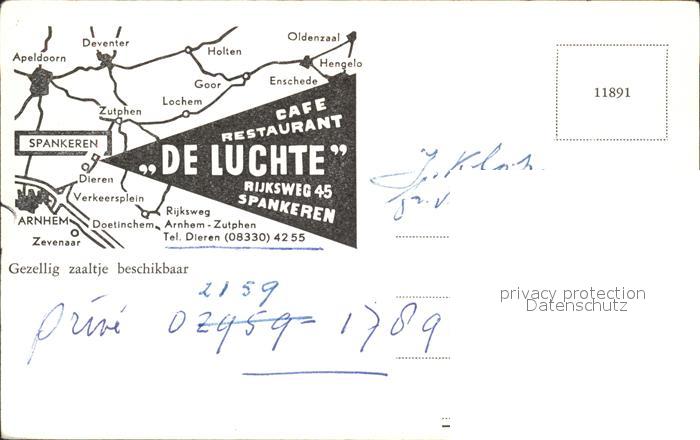 Oldenzaal
Deventer
Holten
Apeldoorn
Hengelo
Goor
Enschede
Lochem
Zutphen
11891
CAFE
RESTAURANT
SPANKEREN
„DE LUCHTE”
Dieren
RIJKSWEG 45
SPANKEREN
Verkeersplein
ARNHEM
Doetinchem
Zevenaar
Rijksweg
Arnhem - Zutphen
Tel. Dieren (08330) 4255
Gezellig zaaltje beschikbaar
2159
privé 02959- 1789
privacy protection
Datenschutz